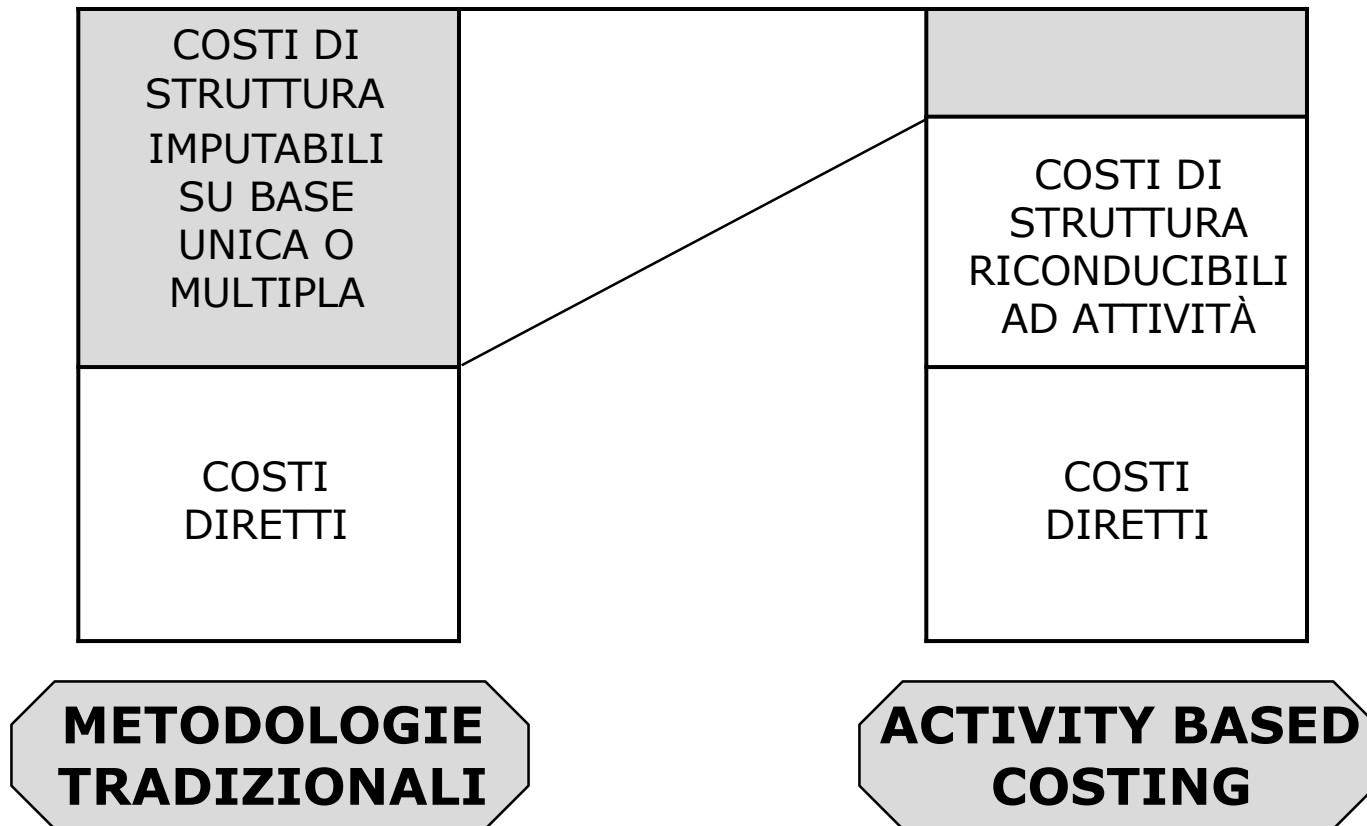 COSTI DI
STRUTTURA
IMPUTABILI
SU BASE
UNICA O
MULTIPLA
COSTI
DIRETTI
METODOLOGIE
TRADIZIONALI
COSTI DI
STRUTTURA
RICONDUCIBILI
AD ATTIVITÀ
COSTI
DIRETTI
ACTIVITY BASED
COSTING